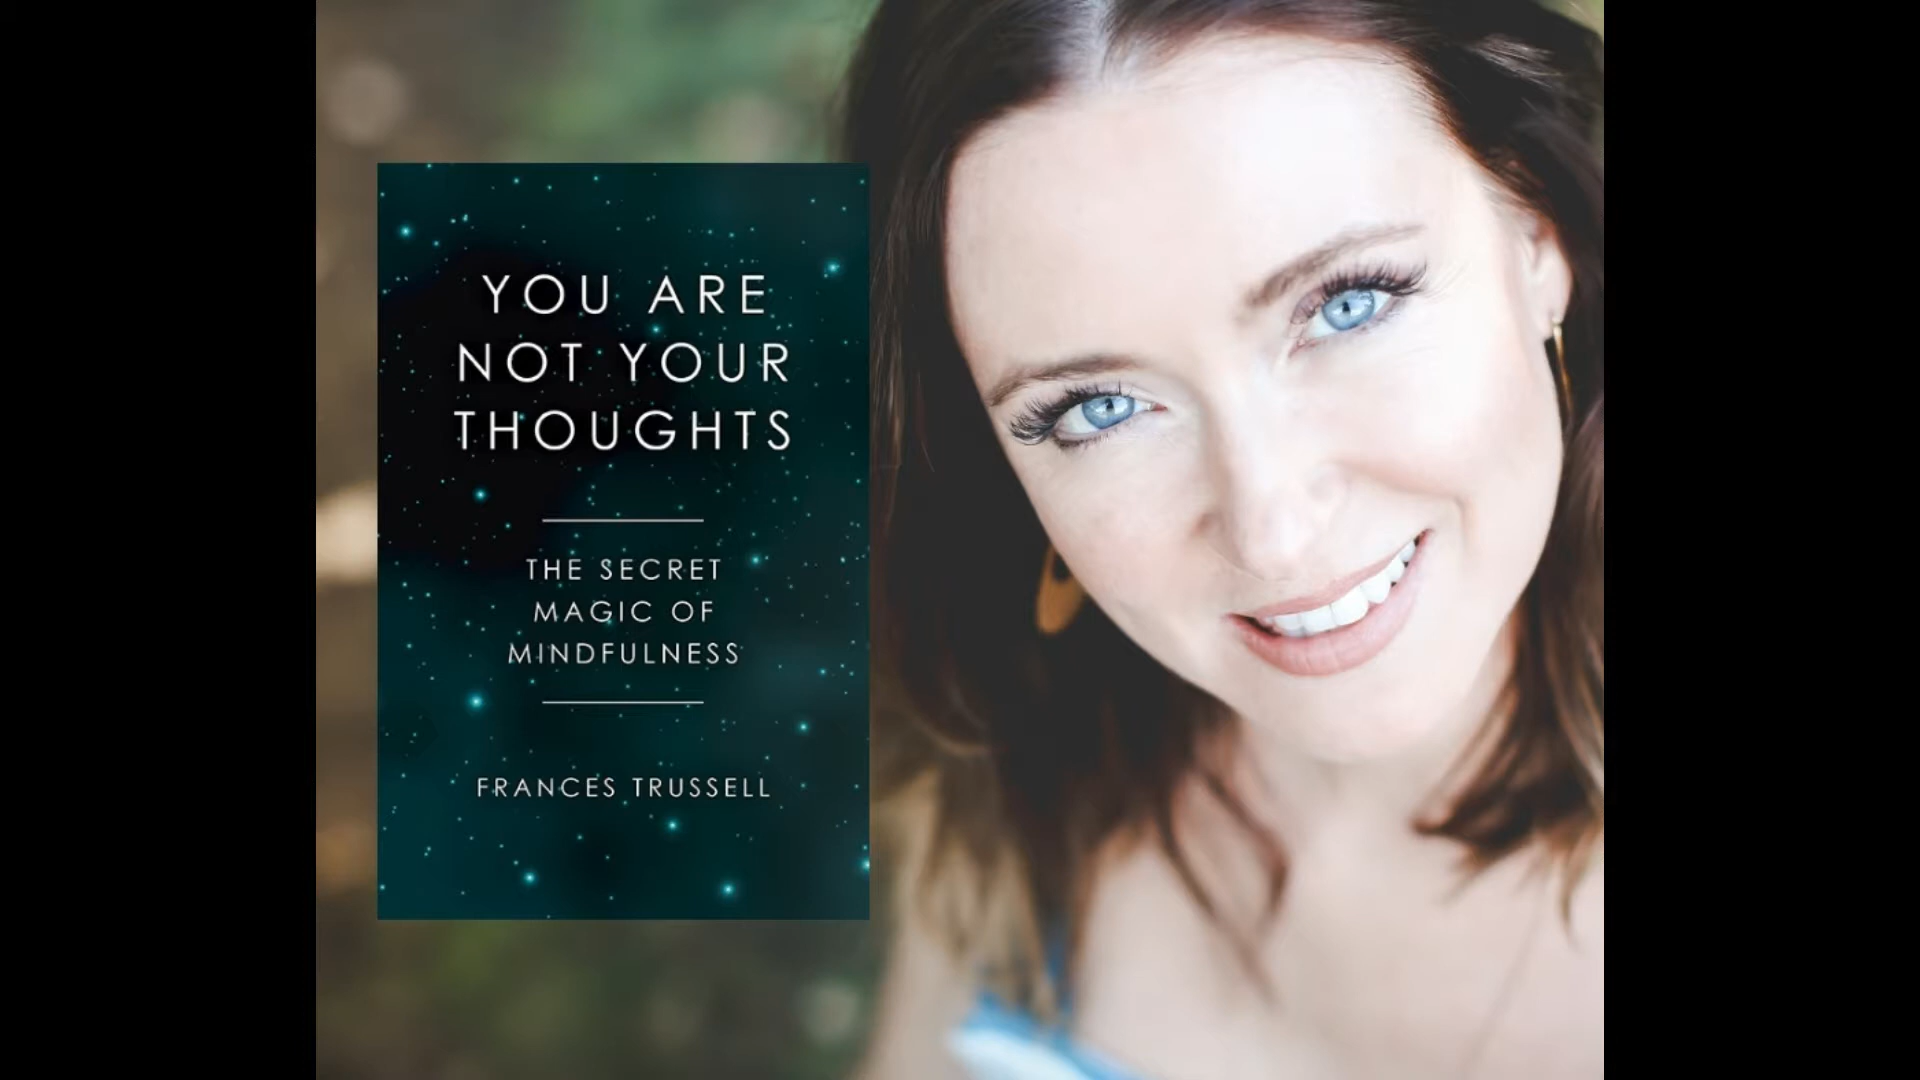 YOU ARE
NOT YOUR
THOUGHTS
THE SECRET
MAGIC OF
MINDFULNESS
FRANCES TRUSSELL